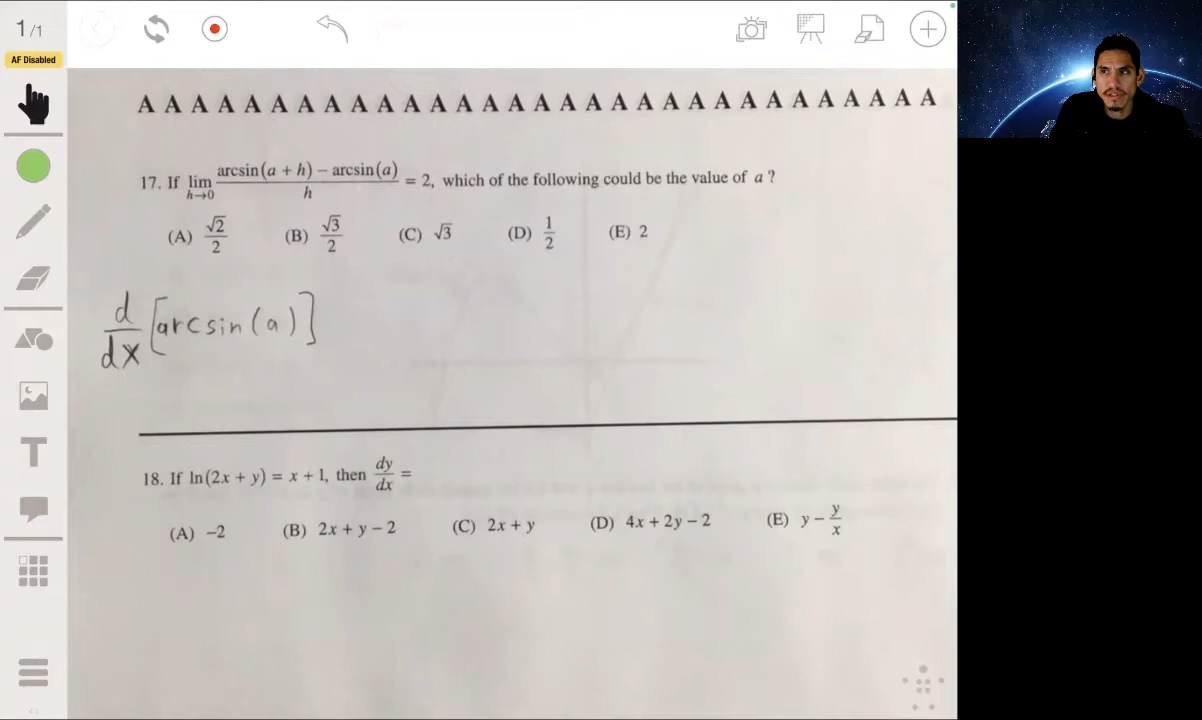 1/1
AF Disabled
A A A A A A A A A A A A A A A A A A A A A A A A A A A A A A A
17. If lim h→0 (arcsin(a + h) − arcsin(a))/h = 2, which of the following could be the value of a ?
(A) √2/2 (B) √3/2 (C) √3 (D) 1/2 (E) 2
d/dx [arcsin(a)]
18. If ln(2x + y) = x + 1, then dy/dx =
(A) −2 (B) 2x + y − 2 (C) 2x + y (D) 4x + 2y − 2 (E) y − y/x
T